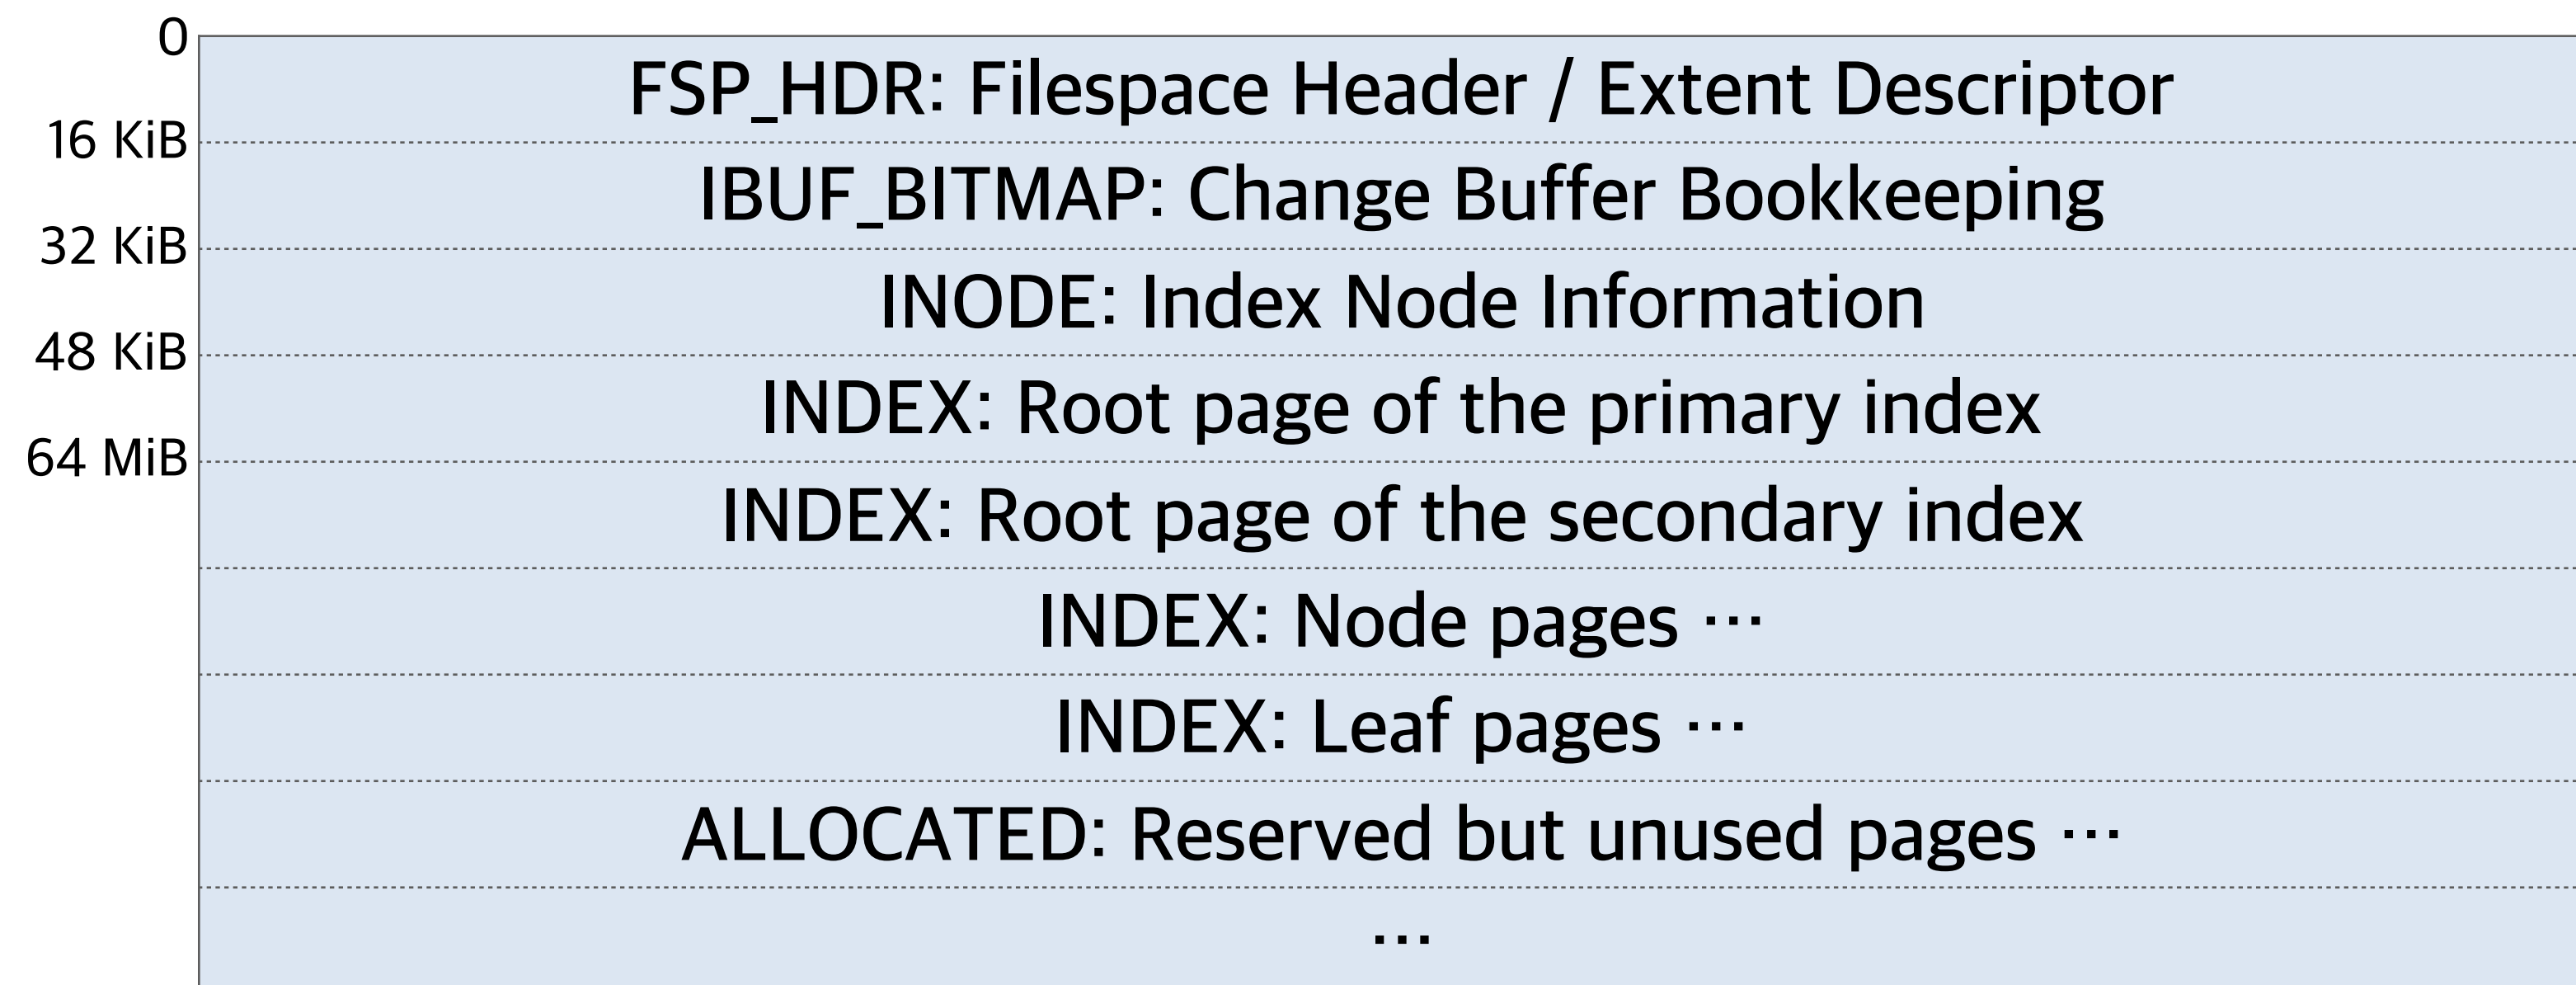 0
FSP_HDR: Filespace Header / Extent Descriptor
16 KiB
IBUF_BITMAP: Change Buffer Bookkeeping
32 KiB
INODE: Index Node Information
48 KiB
INDEX: Root page of the primary index
64 MiB
INDEX: Root page of the secondary index
INDEX: Node pages ⋯
INDEX: Leaf pages ⋯
ALLOCATED: Reserved but unused pages ⋯
⋯